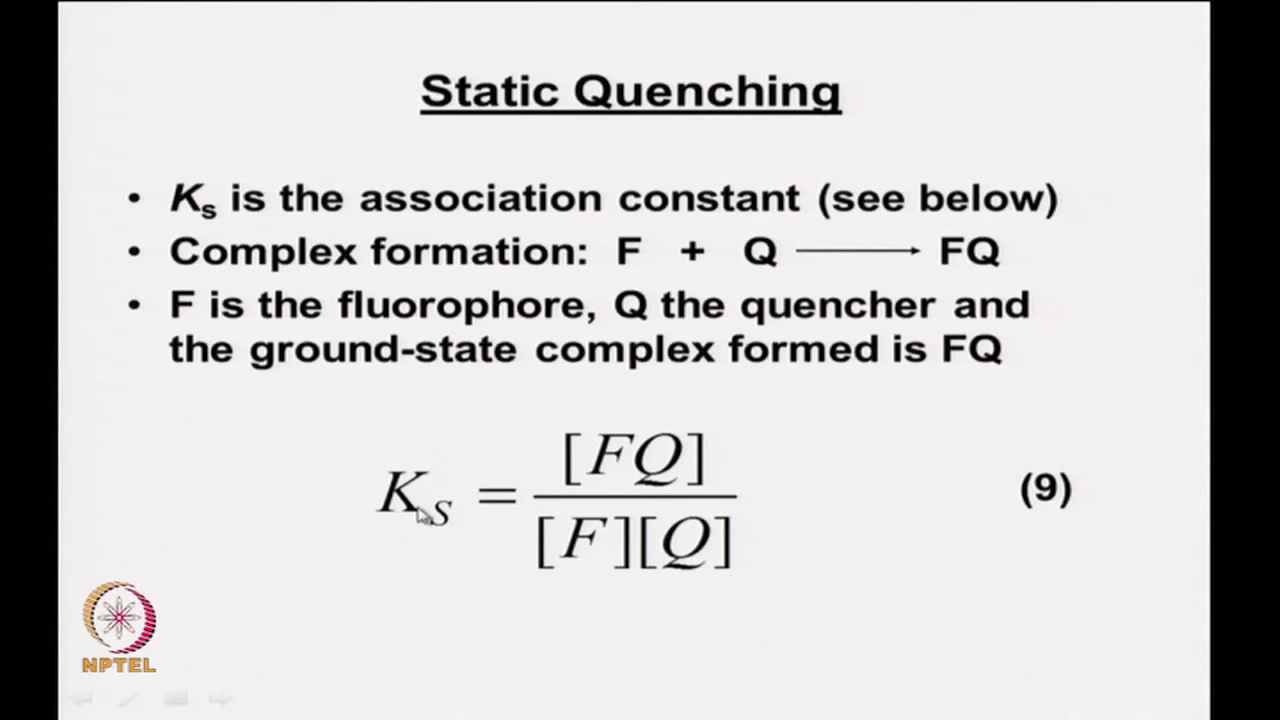 Static Quenching
• Ks is the association constant (see below)
• Complex formation: F + Q ⟶ FQ
• F is the fluorophore, Q the quencher and
the ground-state complex formed is FQ
K_S = [FQ] / [F][Q] (9)
NPTEL